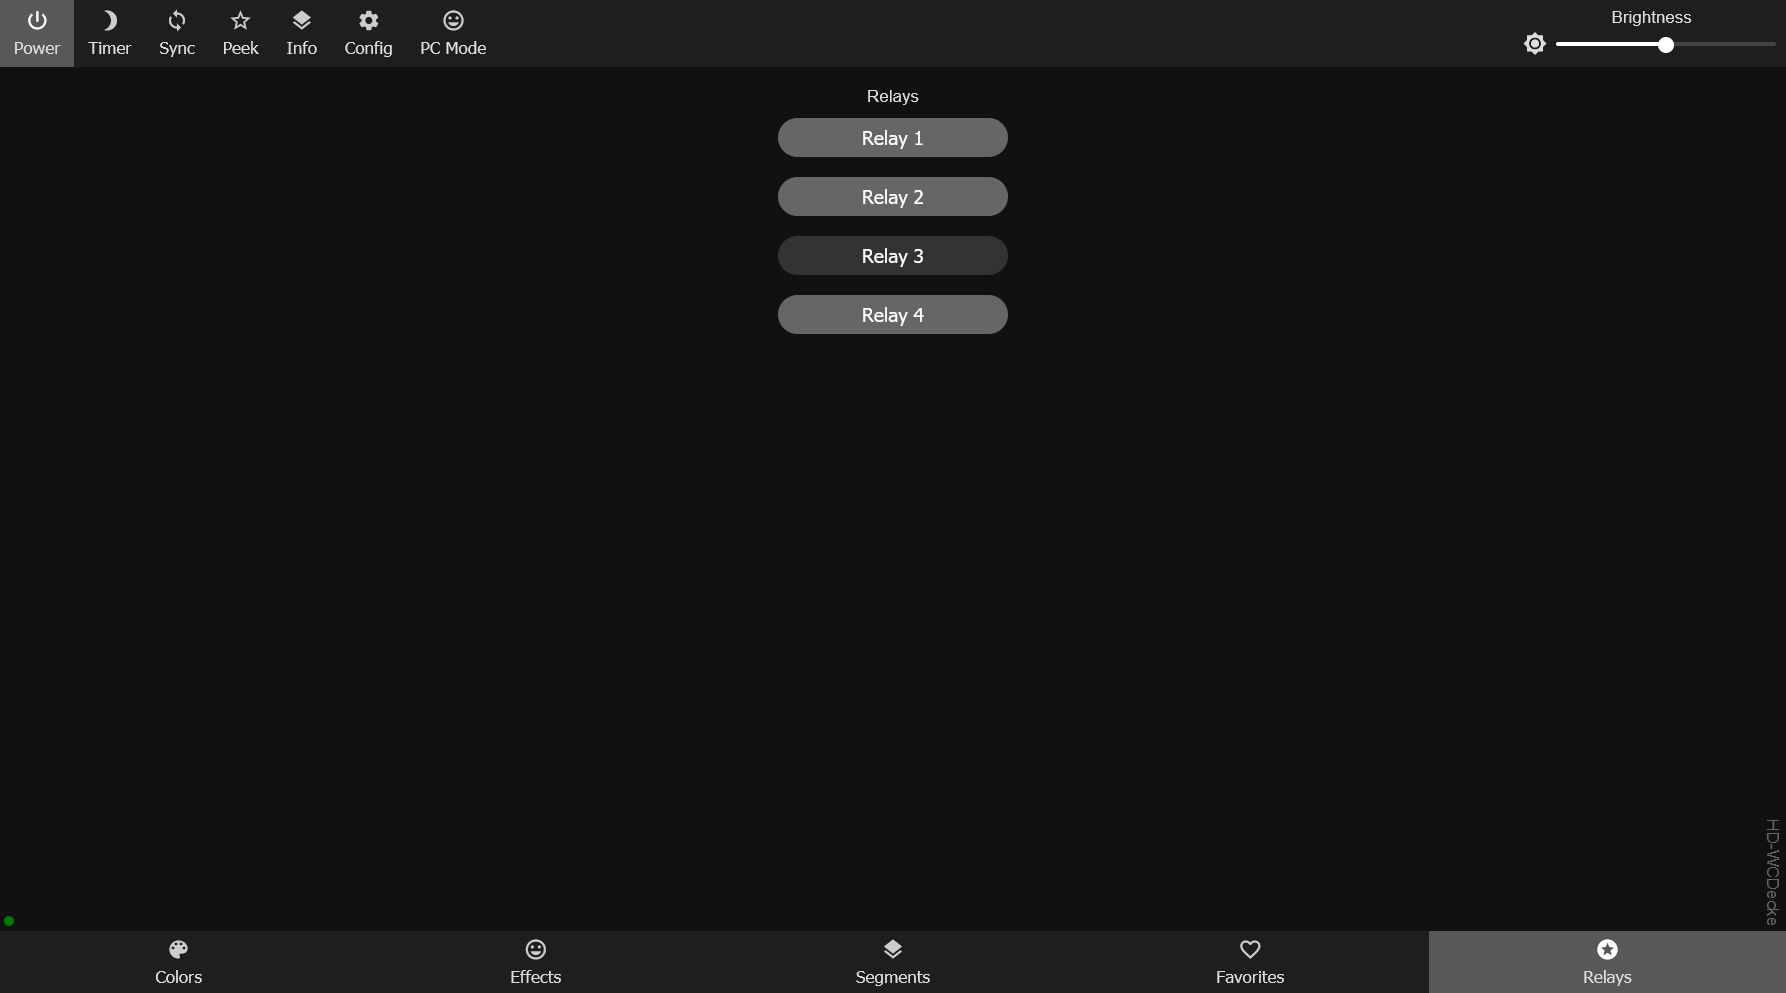 Power
Timer
Sync
Peek
Info
Config
PC Mode
Brightness
Relays
Relay 1
Relay 2
Relay 3
Relay 4
HD-WCDecke
Colors
Effects
Segments
Favorites
Relays